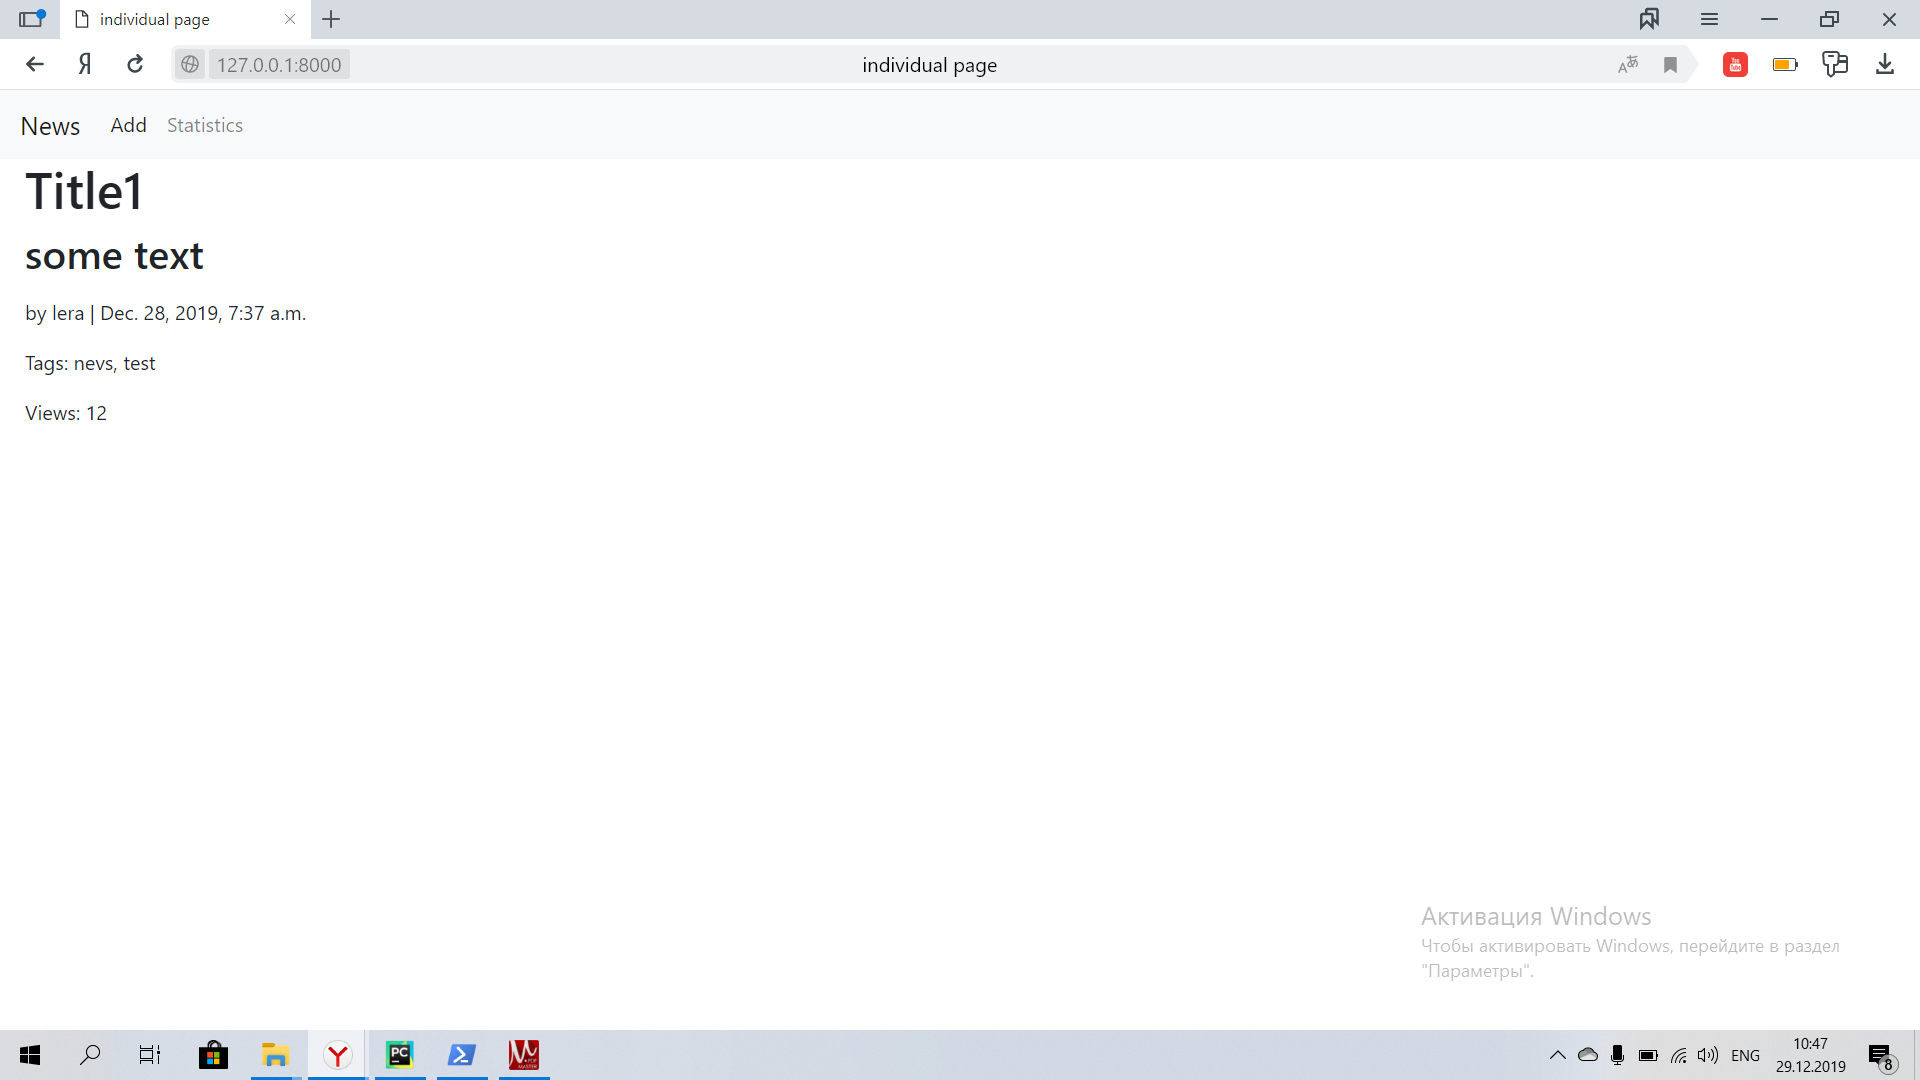 individual page
Я
127.0.0.1:8000
individual page
News Add Statistics
Title1
some text
by lera | Dec. 28, 2019, 7:37 a.m.
Tags: nevs, test
Views: 12
Активация Windows
Чтобы активировать Windows, перейдите в раздел
"Параметры".
PC
ENG
10:47
29.12.2019
8